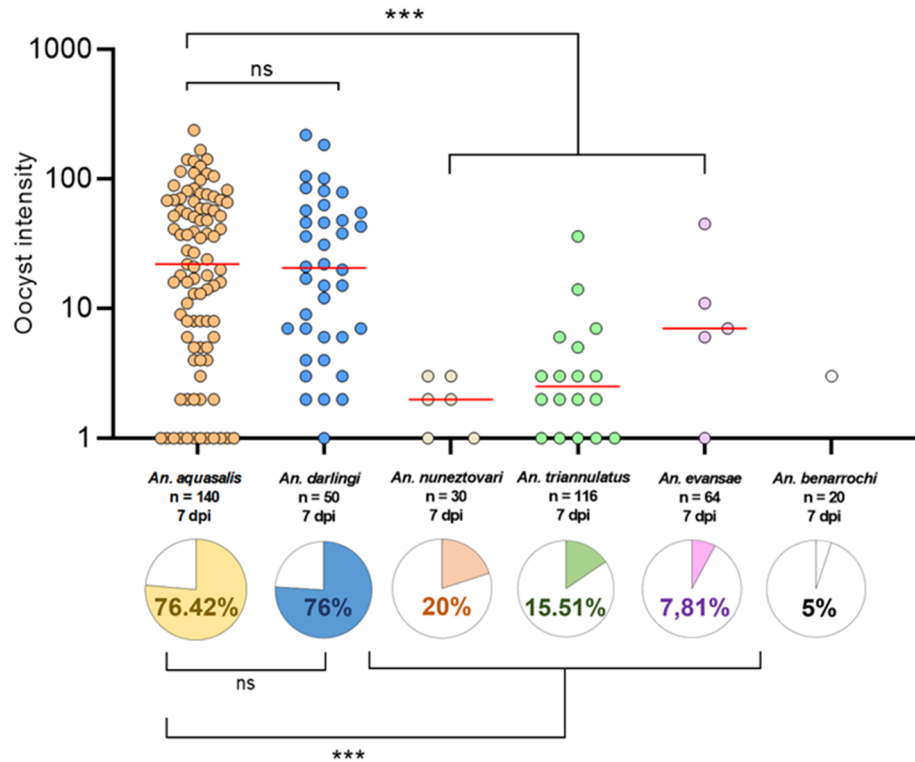 ***
1000
ns
100
Oocyst intensity
10
1
An. aquasalis An. darlingi An. nuneztovari An. triannulatus An. evansae An. benarrochi
n = 140 n = 50 n = 30 n = 116 n = 64 n = 20
7 dpi 7 dpi 7 dpi 7 dpi 7 dpi 7 dpi
76.42% 76% 20% 15.51% 7,81% 5%
ns
***